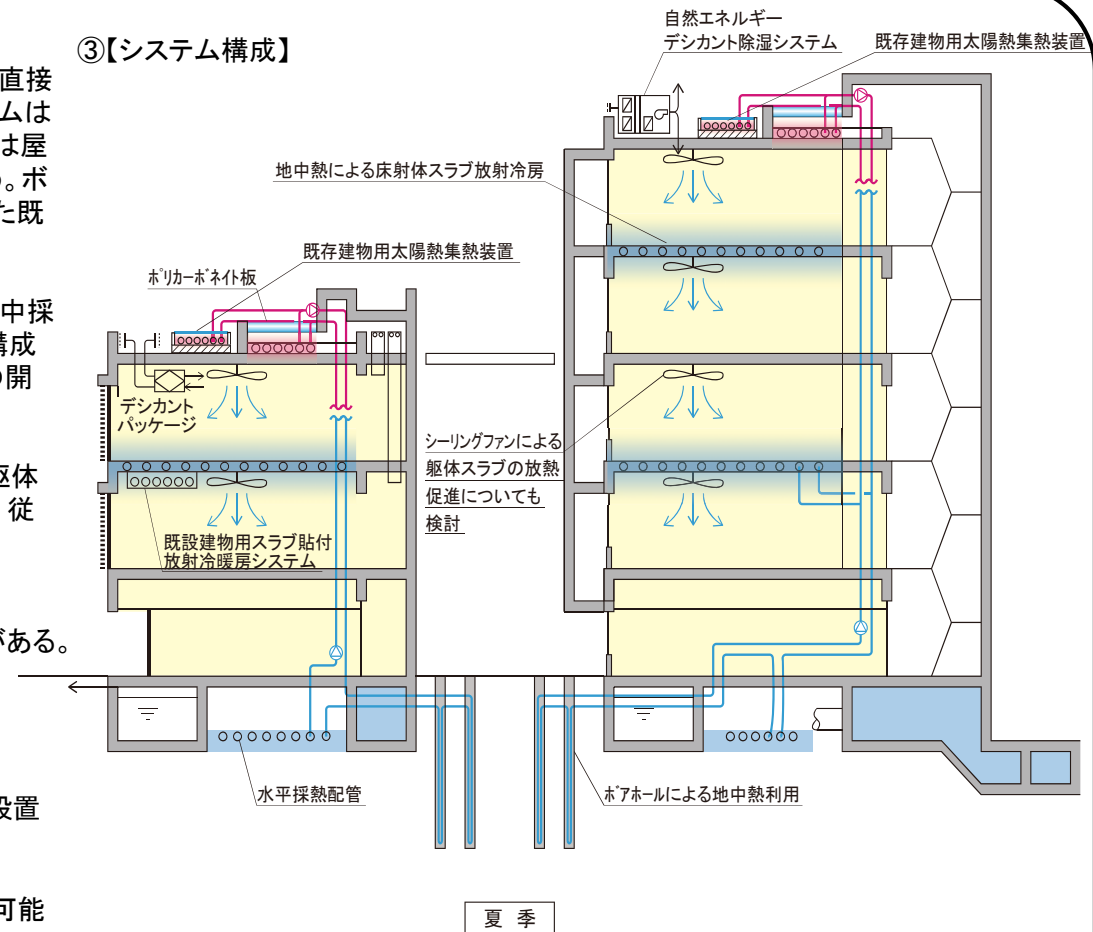 ③【システム構成】
直接
ムは
は屋
。ボ
た既
中採
構成
の開
躯体
従
がある。
設置
可能
自然エネルギー
デシカント除湿システム
既存建物用太陽熱集熱装置
地中熱による床射体スラブ放射冷房
既存建物用太陽熱集熱装置
ポリカーボネイト板
デシカント
パッケージ
シーリングファンによる
躯体スラブの放熱
促進についても
検討
既設建物用スラブ貼付
放射冷暖房システム
水平採熱配管
ボアホールによる地中熱利用
夏 季